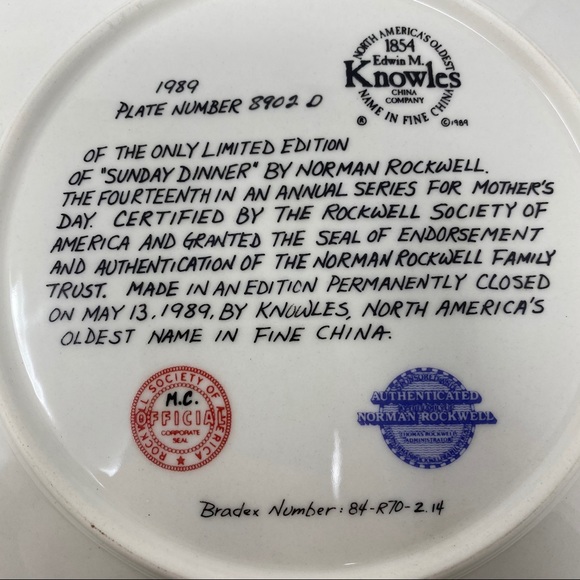 NORTH AMERICA'S OLDEST
1854
Edwin M.
Knowles
CHINA
COMPANY
NAME IN FINE CHINA
® ©1989
1989
PLATE NUMBER 8902 D
OF THE ONLY LIMITED EDITION
OF "SUNDAY DINNER" BY NORMAN ROCKWELL.
THE FOURTEENTH IN AN ANNUAL SERIES FOR MOTHER'S
DAY. CERTIFIED BY THE ROCKWELL SOCIETY OF
AMERICA AND GRANTED THE SEAL OF ENDORSEMENT
AND AUTHENTICATION OF THE NORMAN ROCKWELL FAMILY
TRUST. MADE IN AN EDITION PERMANENTLY CLOSED
ON MAY 13, 1989, BY KNOWLES, NORTH AMERICA'S
OLDEST NAME IN FINE CHINA.
ROCKWELL SOCIETY OF AMERICA
M.C.
OFFICIAL
CORPORATE
SEAL
AUTHENTICATED
NORMAN ROCKWELL
Bradex Number: 84-R70-2.14